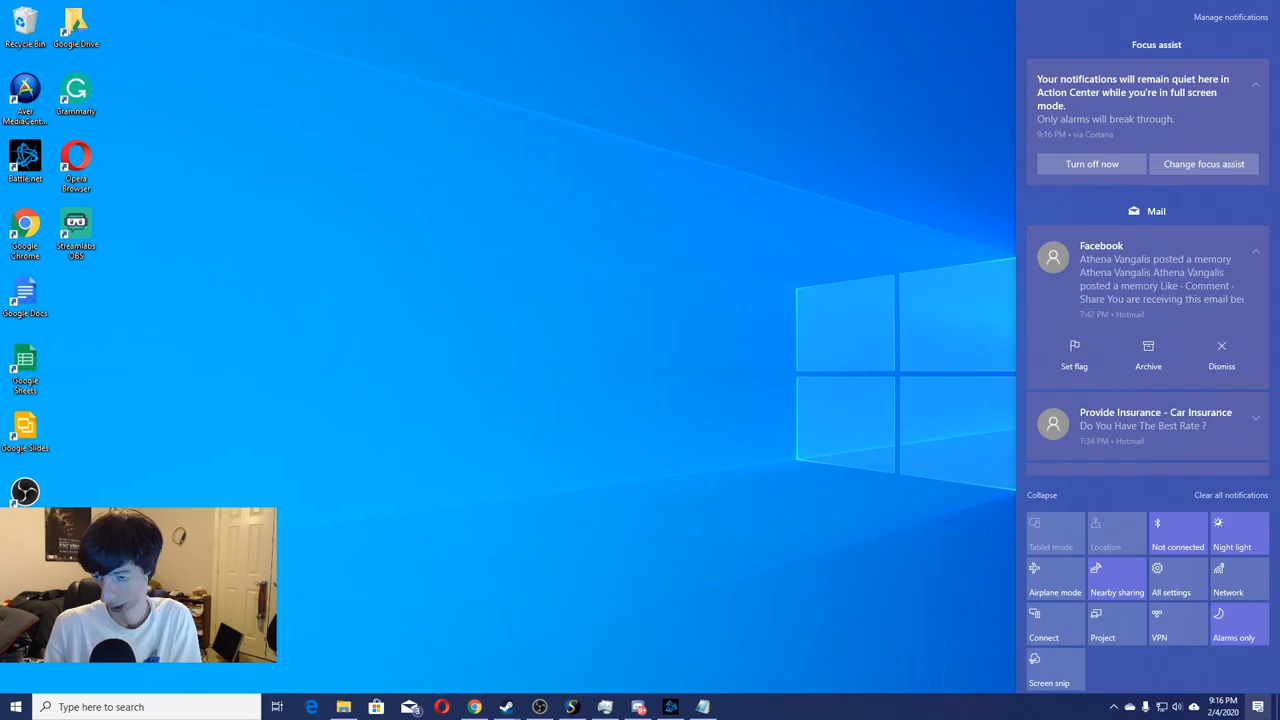 Recycle Bin
Google Drive
AVer
MediaCent...
Grammarly
Battle.net
Opera
Browser
Google
Chrome
Streamlabs
OBS
Google Docs
Google
Sheets
Google Slides
Manage notifications
Focus assist
Your notifications will remain quiet here in
Action Center while you're in full screen
mode.
Only alarms will break through.
9:16 PM • via Cortana
Turn off now
Change focus assist
Mail
Facebook
Athena Vangalis posted a memory
Athena Vangalis Athena Vangalis
posted a memory Like · Comment ·
Share You are receiving this email bec
7:42 PM • Hotmail
Set flag
Archive
Dismiss
Provide Insurance - Car Insurance
Do You Have The Best Rate ?
7:34 PM • Hotmail
Collapse
Clear all notifications
Tablet mode
Location
Not connected
Night light
Airplane mode
Nearby sharing
All settings
Network
Connect
Project
VPN
Alarms only
Screen snip
Type here to search
9:16 PM
2/4/2020